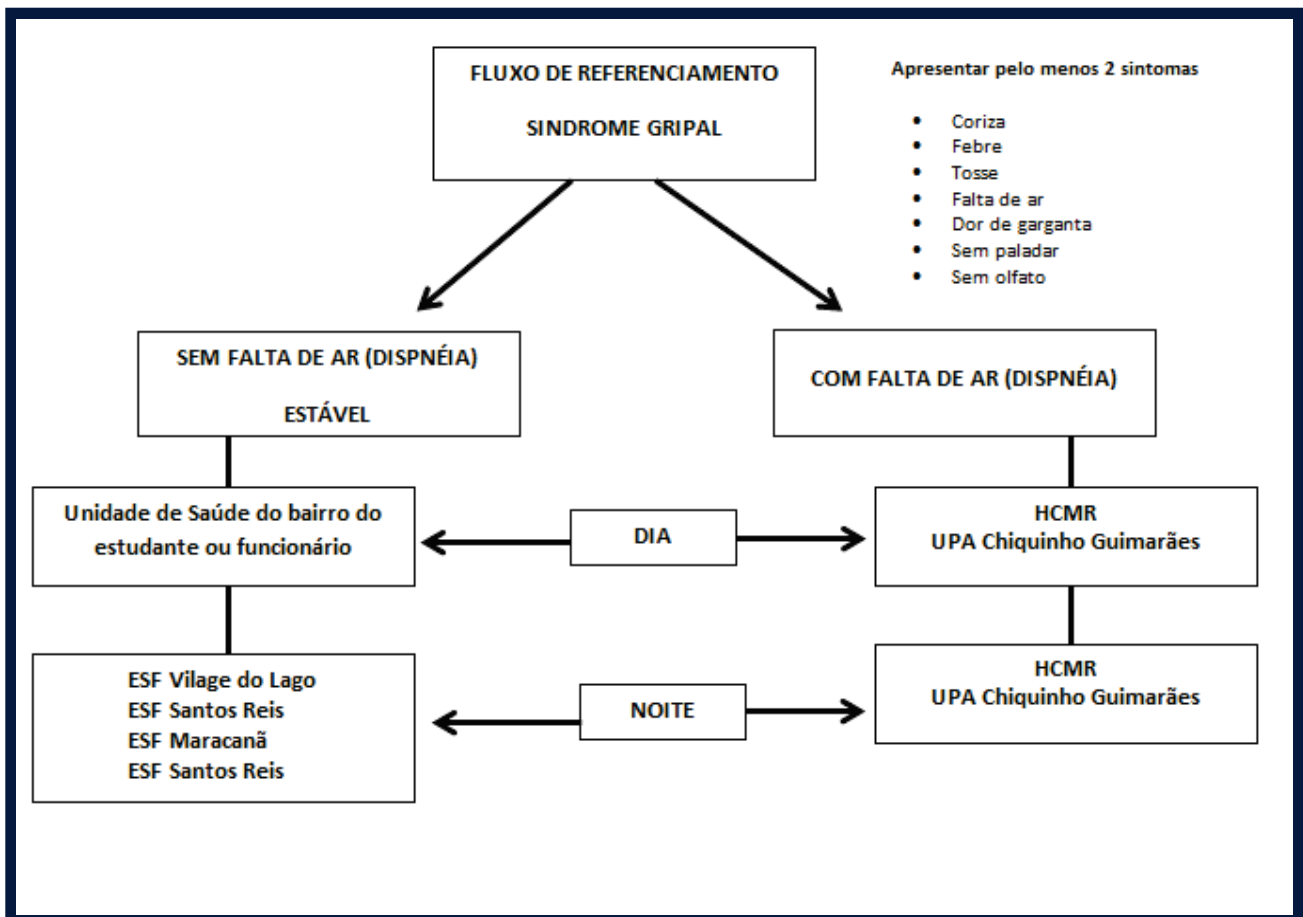 FLUXO DE REFERENCIAMENTO
SINDROME GRIPAL
Apresentar pelo menos 2 sintomas
• Coriza
• Febre
• Tosse
• Falta de ar
• Dor de garganta
• Sem paladar
• Sem olfato
SEM FALTA DE AR (DISPNÉIA)
ESTÁVEL
COM FALTA DE AR (DISPNÉIA)
Unidade de Saúde do bairro do
estudante ou funcionário
DIA
HCMR
UPA Chiquinho Guimarães
ESF Vilage do Lago
ESF Santos Reis
ESF Maracanã
ESF Santos Reis
NOITE
HCMR
UPA Chiquinho Guimarães